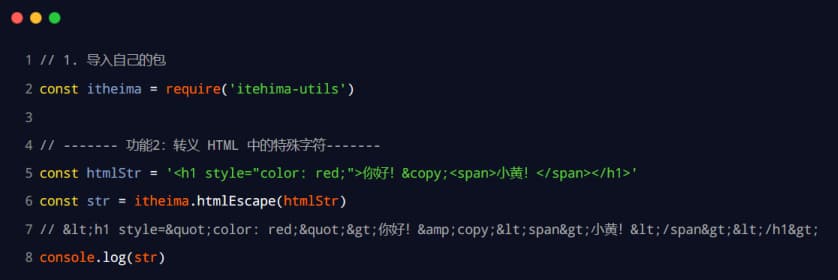 1 // 1. 导入自己的包
2 const itheima = require('itehima-utils')
3
4 // ------- 功能2: 转义 HTML 中的特殊字符-------
5 const htmlStr = '<h1 style="color: red;">你好! &copy;<span>小黄! </span></h1>'
6 const str = itheima.htmlEscape(htmlStr)
7 // &lt;h1 style=&quot;color: red;&quot;&gt;你好! &amp;copy;&lt;span&gt;小黄! &lt;/span&gt;&lt;/h1&gt;
8 console.log(str)